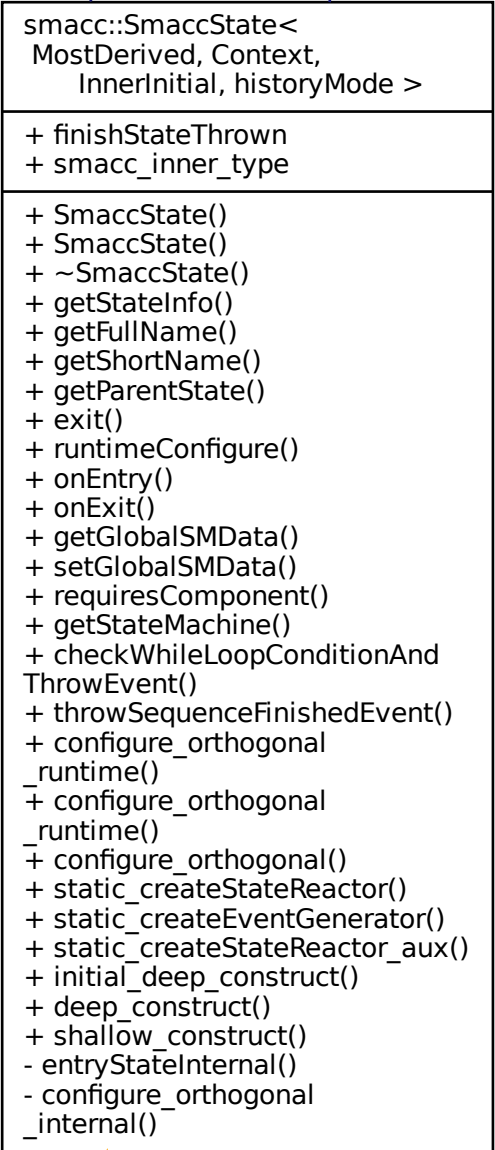 smacc::SmaccState<
MostDerived, Context,
InnerInitial, historyMode >
+ finishStateThrown
+ smacc_inner_type
+ SmaccState()
+ SmaccState()
+ ~SmaccState()
+ getStateInfo()
+ getFullName()
+ getShortName()
+ getParentState()
+ exit()
+ runtimeConfigure()
+ onEntry()
+ onExit()
+ getGlobalSMData()
+ setGlobalSMData()
+ requiresComponent()
+ getStateMachine()
+ checkWhileLoopConditionAnd
ThrowEvent()
+ throwSequenceFinishedEvent()
+ configure_orthogonal
_runtime()
+ configure_orthogonal
_runtime()
+ configure_orthogonal()
+ static_createStateReactor()
+ static_createEventGenerator()
+ static_createStateReactor_aux()
+ initial_deep_construct()
+ deep_construct()
+ shallow_construct()
- entryStateInternal()
- configure_orthogonal
_internal()